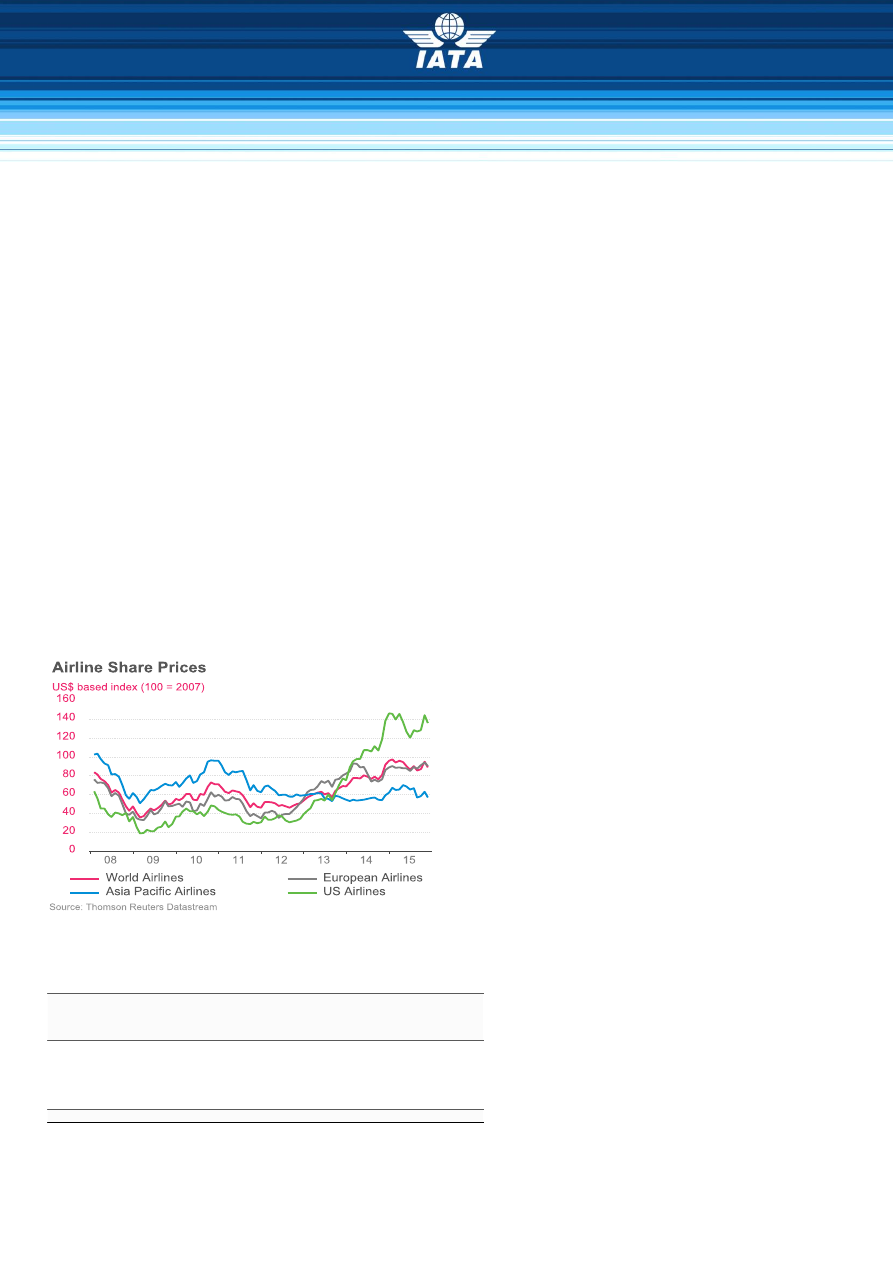 IATA
Airline Share Prices
US$ based index (100 = 2007)
160
140
120
100
80
60
40
20
0
08 09 10 11 12 13 14 15
World Airlines European Airlines
Asia Pacific Airlines US Airlines
Source: Thomson Reuters Datastream